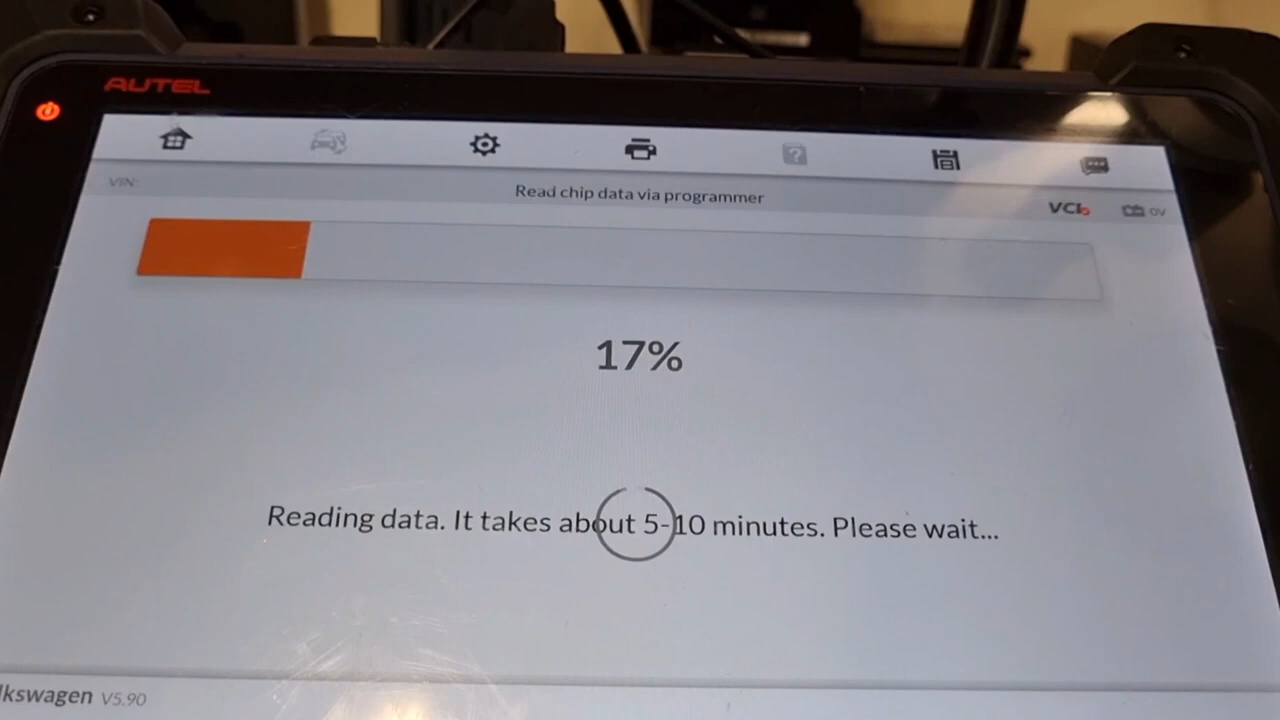 AUTEL
VIN:
Read chip data via programmer
VCI
0V
17%
Reading data. It takes about 5-10 minutes. Please wait...
lkswagen V5.90